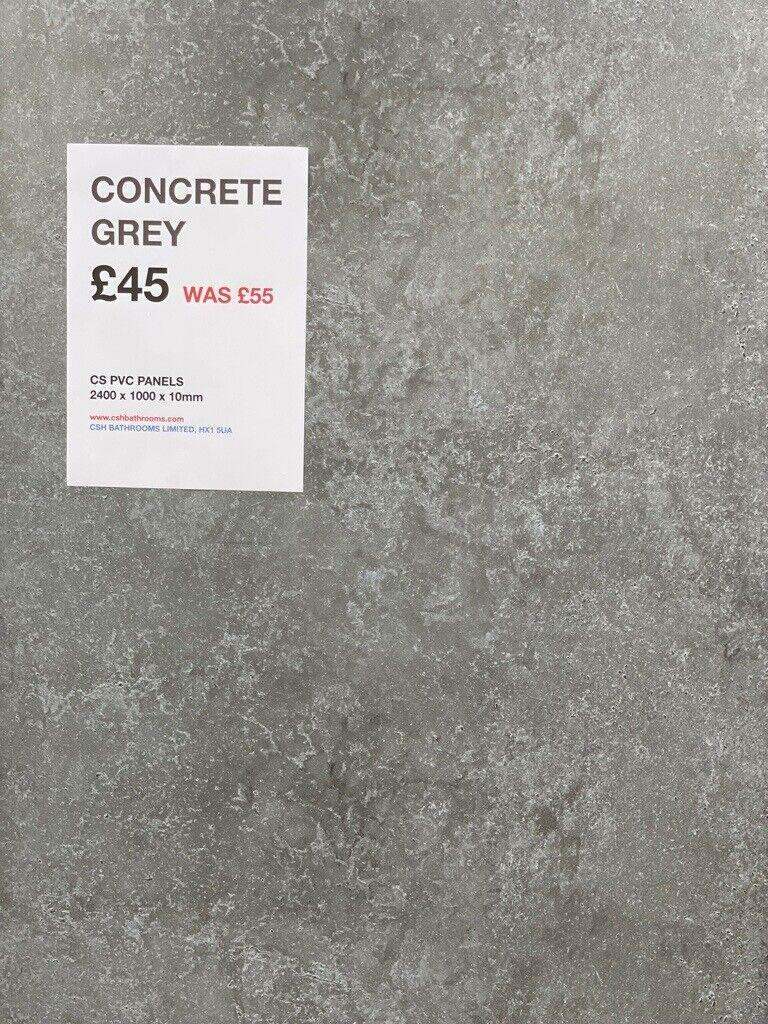 CONCRETE
GREY
£45 WAS £55
CS PVC PANELS
2400 x 1000 x 10mm
www.cshbathrooms.com
CSH BATHROOMS LIMITED, HX1 5UA